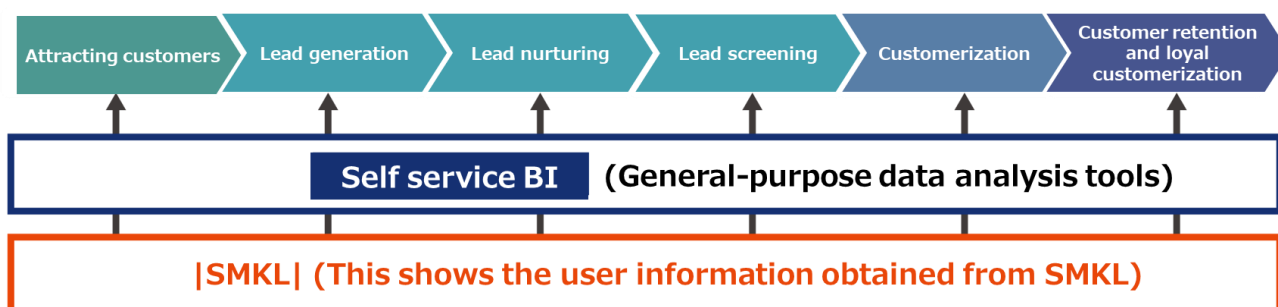 Attracting customers
Lead generation
Lead nurturing
Lead screening
Customerization
Customer retention
and loyal
customerization
Self service BI (General-purpose data analysis tools)
|SMKL| (This shows the user information obtained from SMKL)